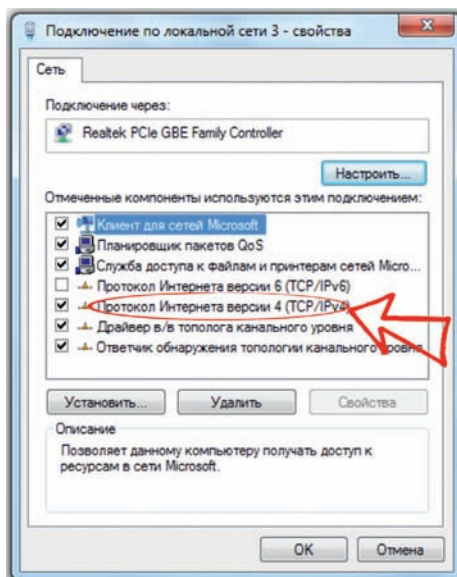 Подключение по локальной сети 3 - свойства
Сеть
Подключение через:
Realtek PCIe GBE Family Controller
Настроить...
Отмеченные компоненты используются этим подключением:
Клиент для сетей Microsoft
Планировщик пакетов QoS
Служба доступа к файлам и принтерам сетей Micro...
Протокол Интернета версии 6 (TCP/IPv6)
Протокол Интернета версии 4 (TCP/IPv4)
Драйвер в/в тополога канального уровня
Ответчик обнаружения топологии канального уровня
Установить...
Удалить
Свойства
Описание
Позволяет данному компьютеру получать доступ к
ресурсам в сети Microsoft.
OK
Отмена